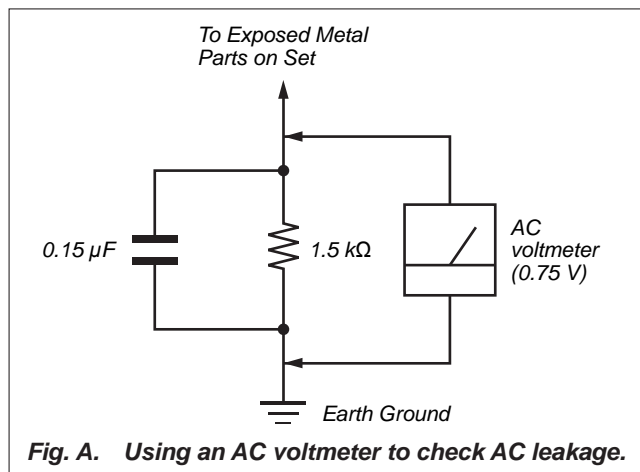 To Exposed Metal
Parts on Set
0.15 μF
1.5 kΩ
AC
voltmeter
(0.75 V)
Earth Ground
Fig. A. Using an AC voltmeter to check AC leakage.